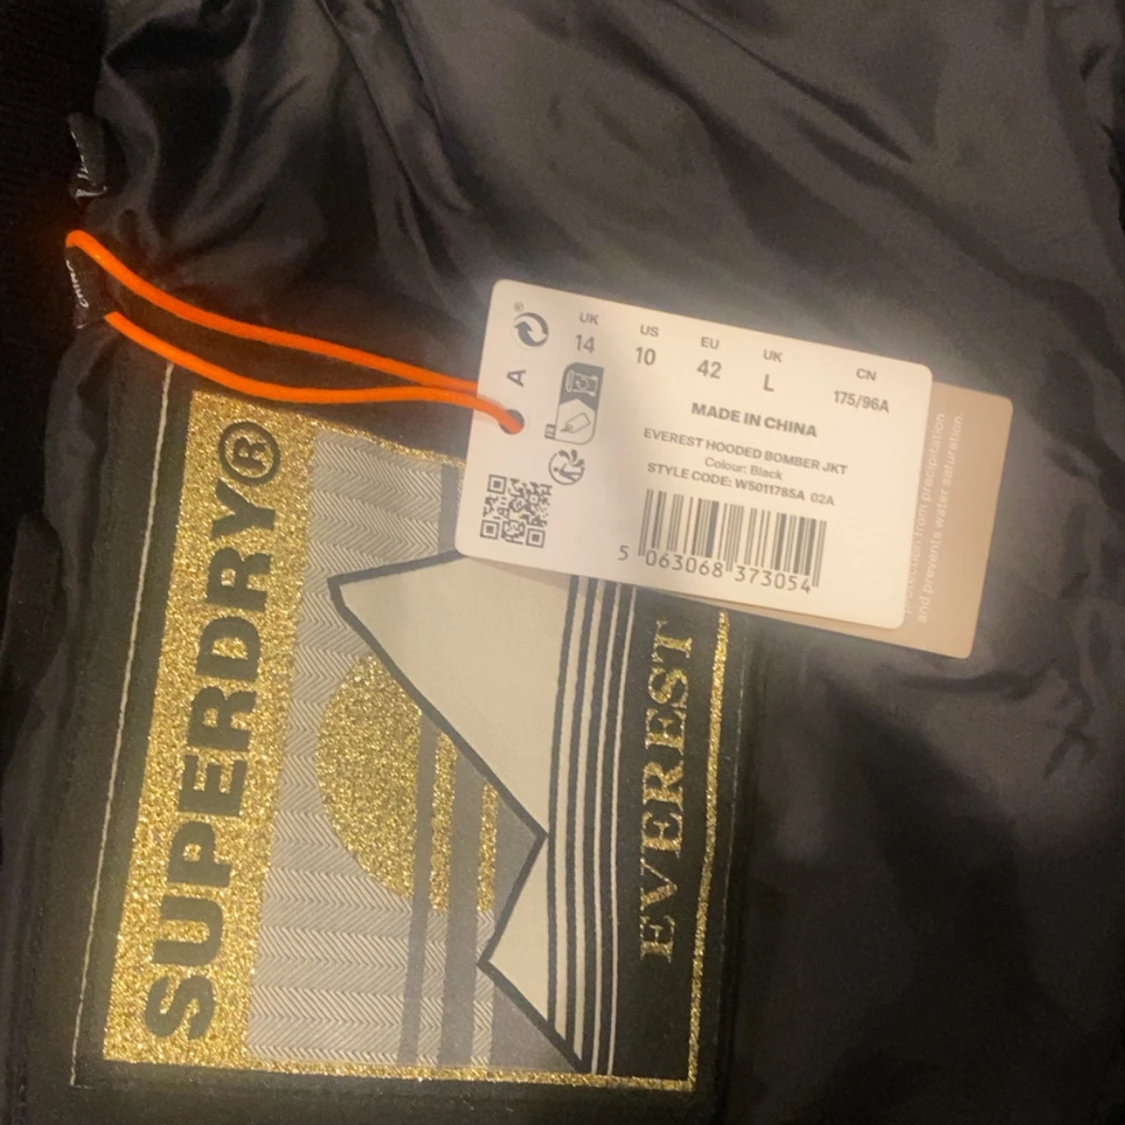 UK US EU UK CN
14 10 42 L 175/96A
A
MADE IN CHINA
EVEREST HOODED BOMBER JKT
Colour: Black
STYLE CODE: W5011785A 02A
5 063068 373054
protection from precipitation
and prevents water saturation.
SUPERDRY®
EVEREST